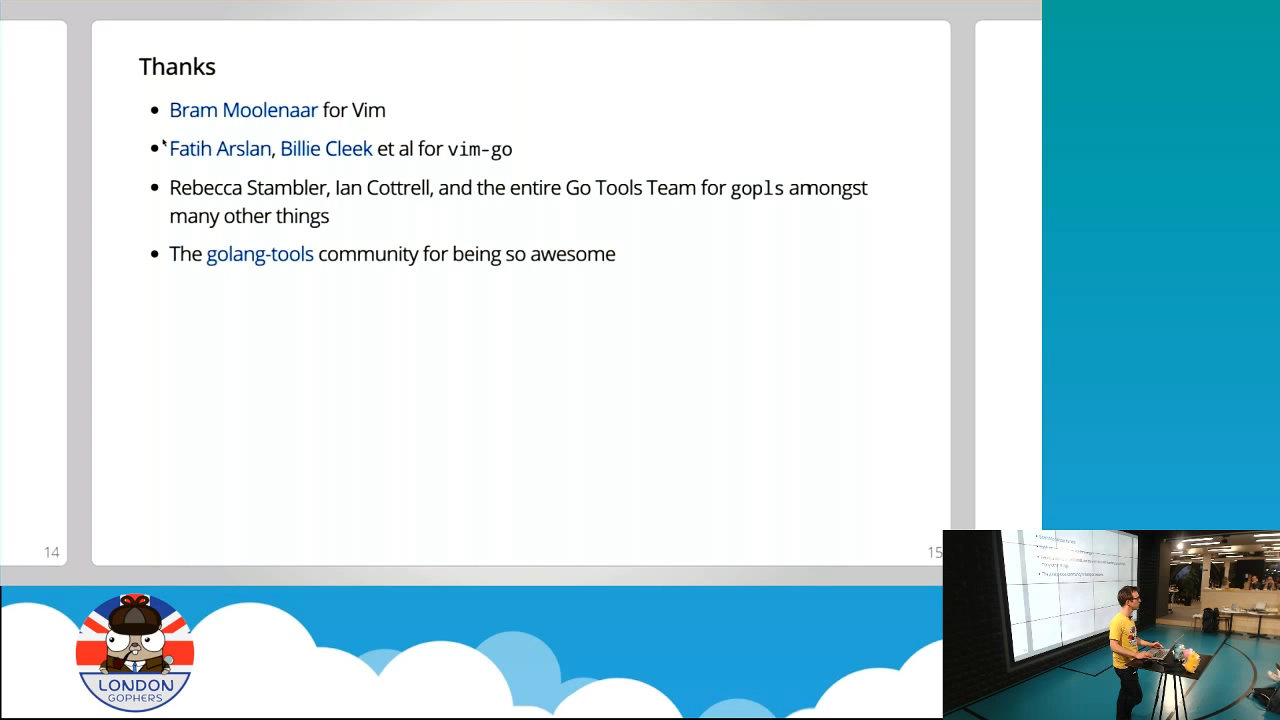 Thanks
Bram Moolenaar for Vim
Fatih Arslan, Billie Cleek et al for vim-go
Rebecca Stambler, Ian Cottrell, and the entire Go Tools Team for gopls amongst
many other things
The golang-tools community for being so awesome
14
15
LONDON
GOPHERS